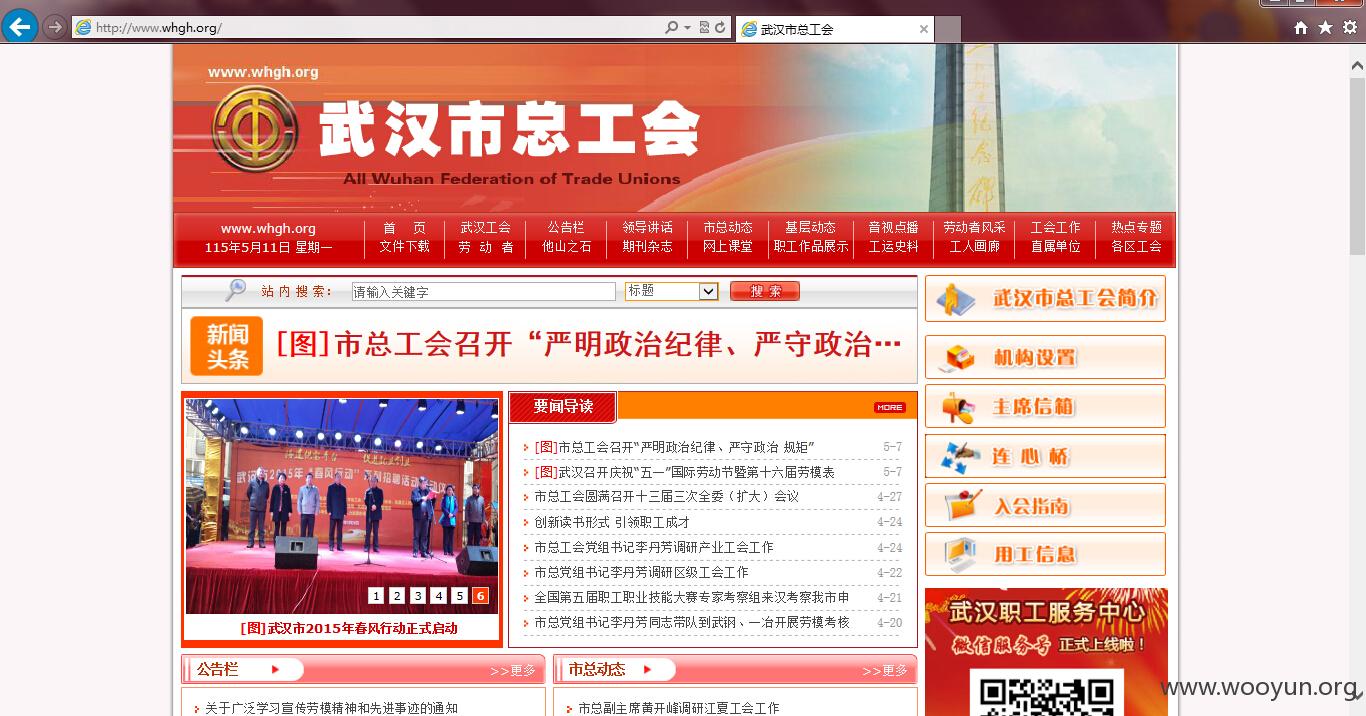 http://www.whgh.org/
武汉市总工会
www.whgh.org
武汉市总工会
All Wuhan Federation of Trade Unions
www.whgh.org
115年5月11日 星期一
首 页 武汉工会 公告栏 领导讲话 市总动态 基层动态 音视点播 劳动者风采 工会工作 热点专题
文件下载 劳 动 者 他山之石 期刊杂志 网上课堂 职工作品展示 工运史料 工人画廊 直属单位 各区工会
站内搜索： 请输入关键字 标题 搜 索
新闻
头条
[图]市总工会召开“严明政治纪律、严守政治…
要闻导读 MORE
[图]市总工会召开“严明政治纪律、严守政治 规矩” 5-7
[图]武汉召开庆祝“五一”国际劳动节暨第十六届劳模表 5-7
市总工会圆满召开十三届三次全委（扩大）会议 4-27
创新读书形式 引领职工成才 4-24
市总工会党组书记李丹芳调研产业工会工作 4-24
市总党组书记李丹芳调研区级工会工作 4-22
全国第五届职工职业技能大赛专家考察组来汉考察我市申 4-21
市总党组书记李丹芳同志带队到武钢、一冶开展劳模考核 4-20
1 2 3 4 5 6
[图]武汉市2015年春风行动正式启动
公告栏 >>更多
关于广泛学习宣传劳模精神和先进事迹的通知
市总动态 >>更多
市总副主席黄开峰调研江夏工会工作
武汉市总工会简介
机构设置
主席信箱
连 心 桥
入会指南
用工信息
武汉职工服务中心
微信服务号 正式上线啦！
www.wooyun.org